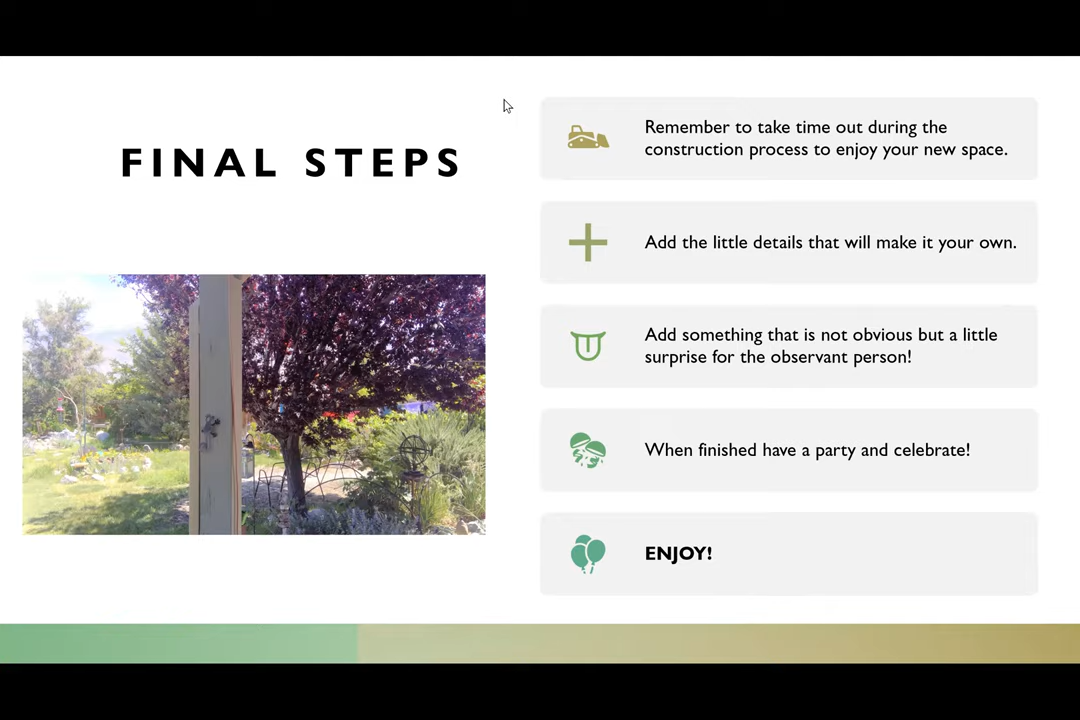 FINAL STEPS
Remember to take time out during the
construction process to enjoy your new space.
Add the little details that will make it your own.
Add something that is not obvious but a little
surprise for the observant person!
When finished have a party and celebrate!
ENJOY!